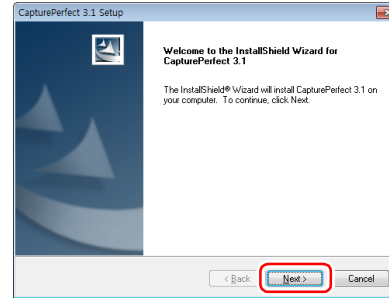 CapturePerfect 3.1 Setup
Welcome to the InstallShield Wizard for
CapturePerfect 3.1
The InstallShield® Wizard will install CapturePerfect 3.1 on
your computer. To continue, click Next.
< Back
Next >
Cancel